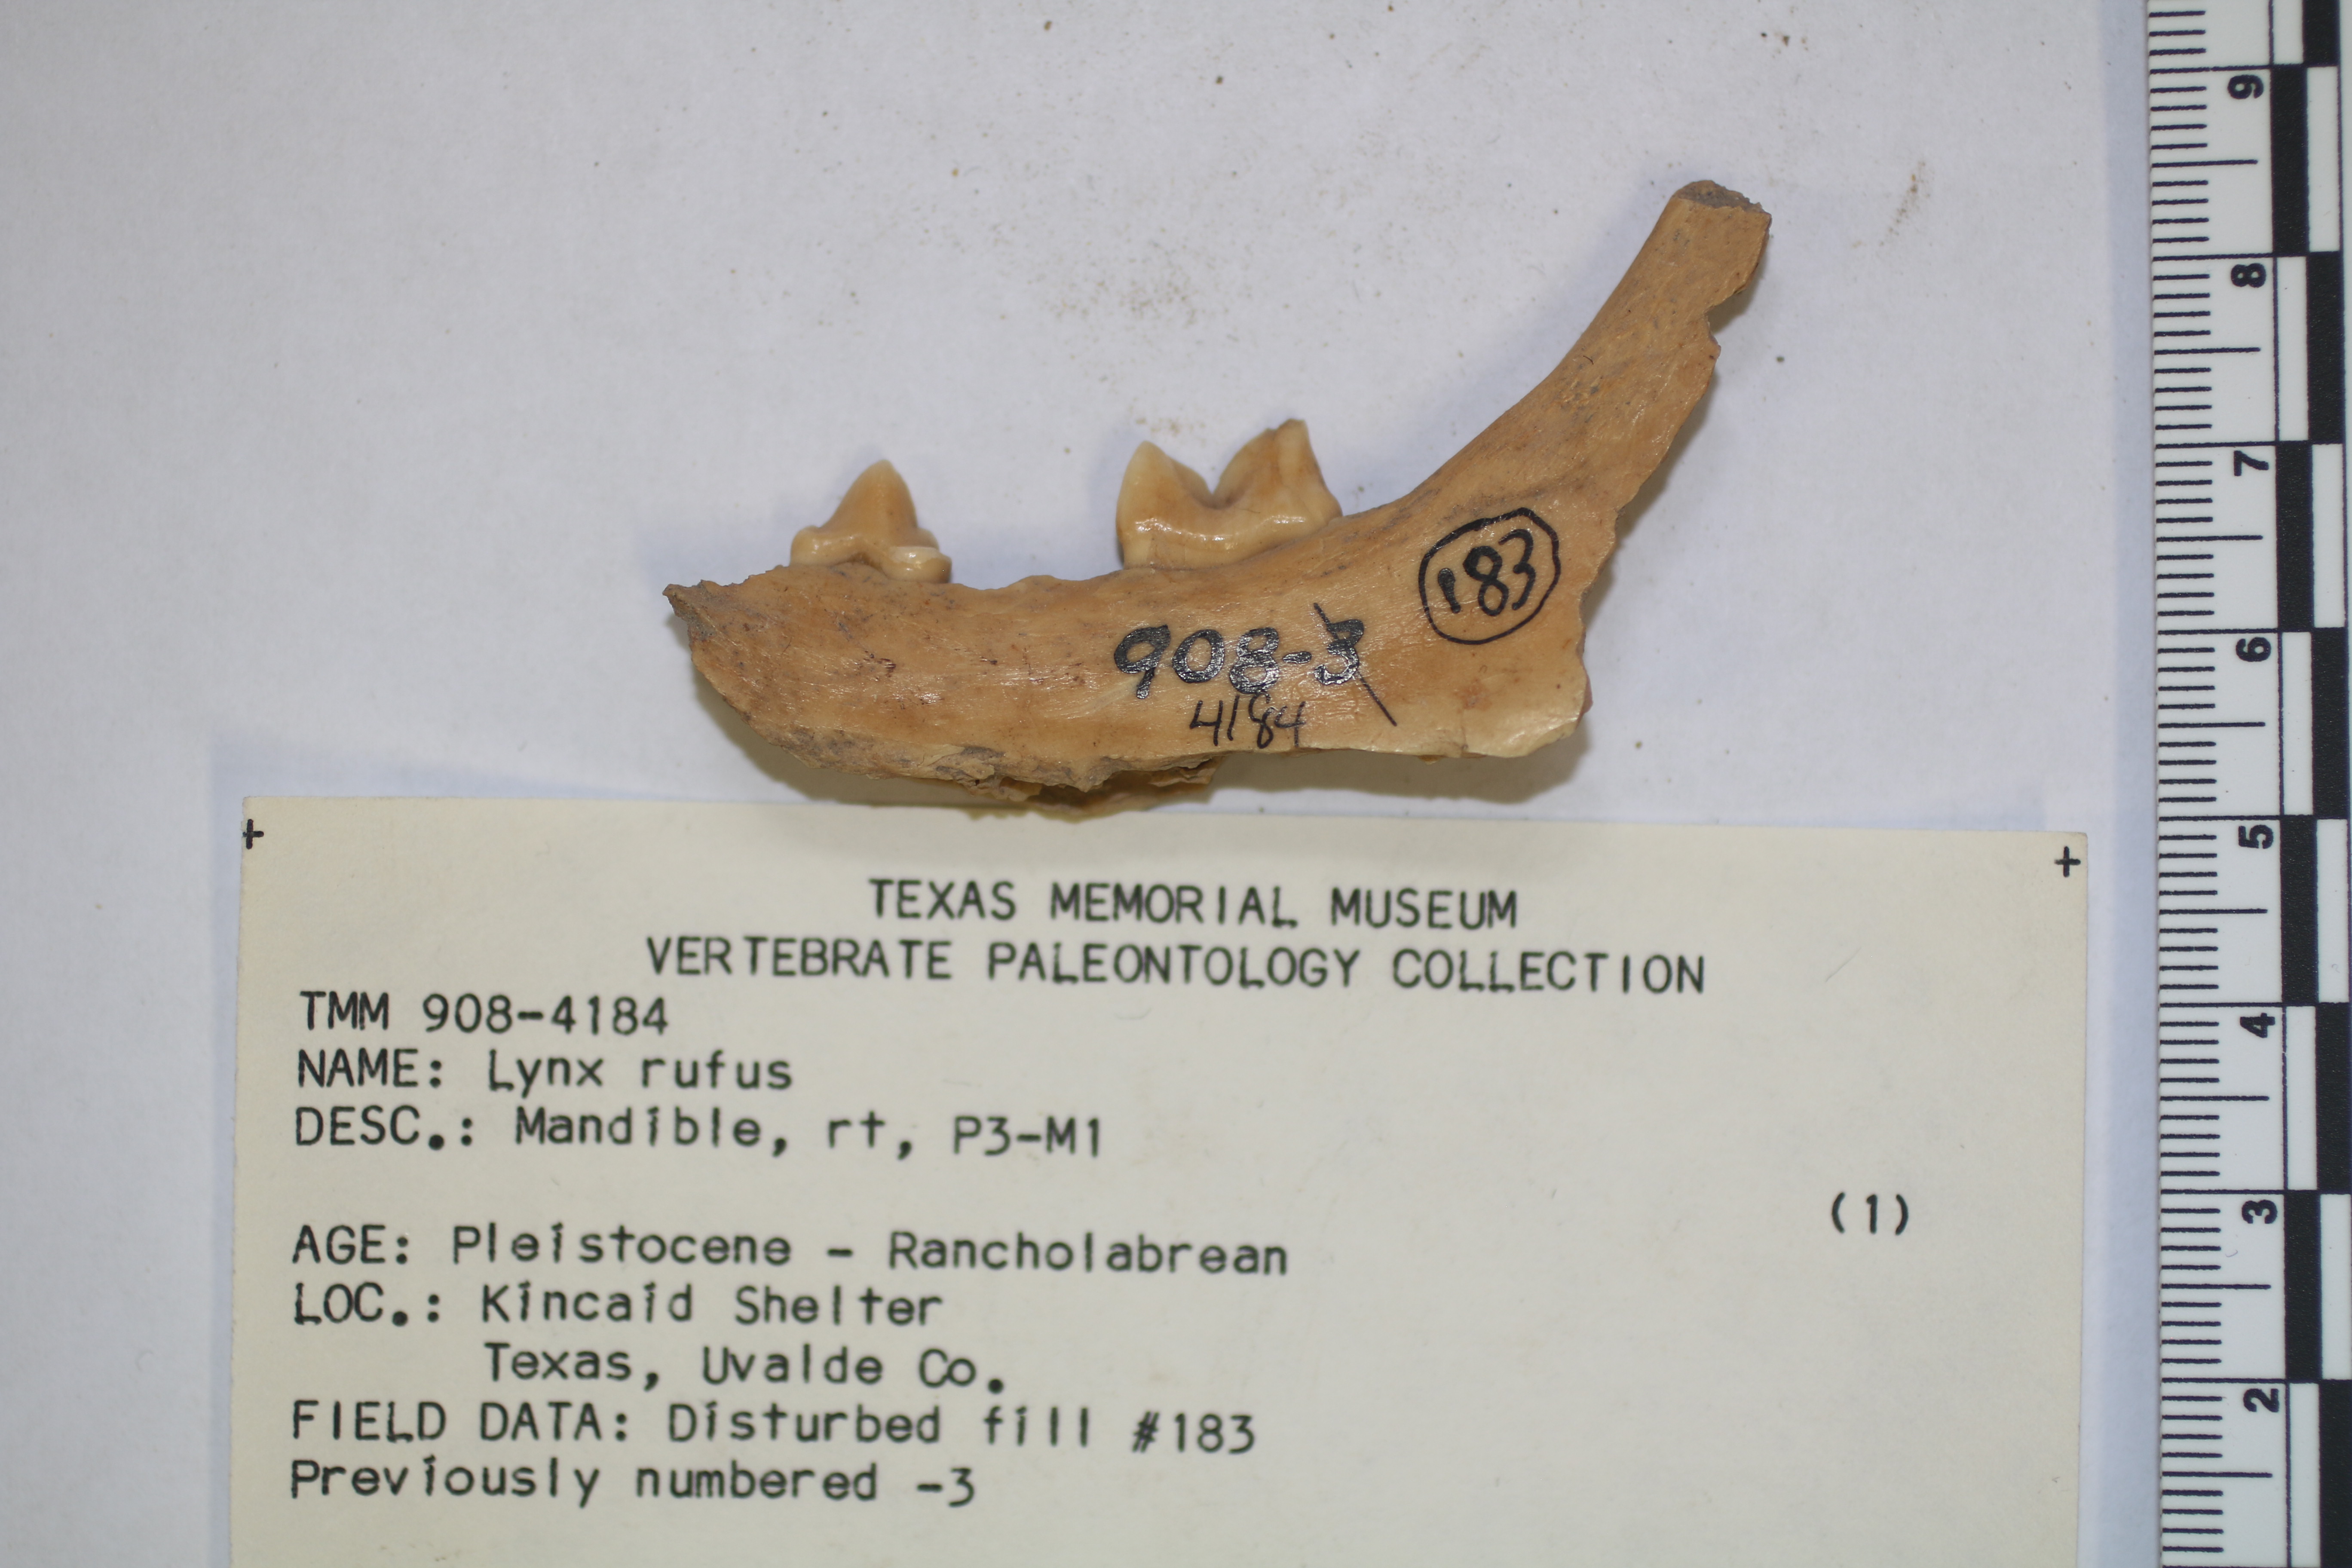 183
908-3
4184
TEXAS MEMORIAL MUSEUM
VERTEBRATE PALEONTOLOGY COLLECTION
TMM 908-4184
NAME: Lynx rufus
DESC.: Mandible, rt, P3-M1
(1)
AGE: Pleistocene - Rancholabrean
LOC.: Kincaid Shelter
Texas, Uvalde Co.
FIELD DATA: Disturbed fill #183
Previously numbered -3
9
8
7
6
5
4
3
2